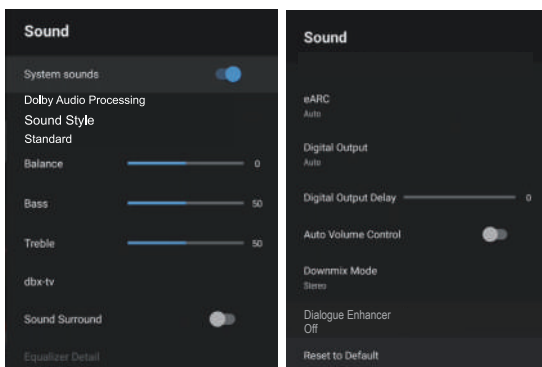 Sound
System sounds
Dolby Audio Processing
Sound Style
Standard
Balance 0
Bass 50
Treble 50
dbx-tv
Sound Surround
Equalizer Detail
Sound
eARC
Auto
Digital Output
Auto
Digital Output Delay 0
Auto Volume Control
Downmix Mode
Stereo
Dialogue Enhancer
Off
Reset to Default